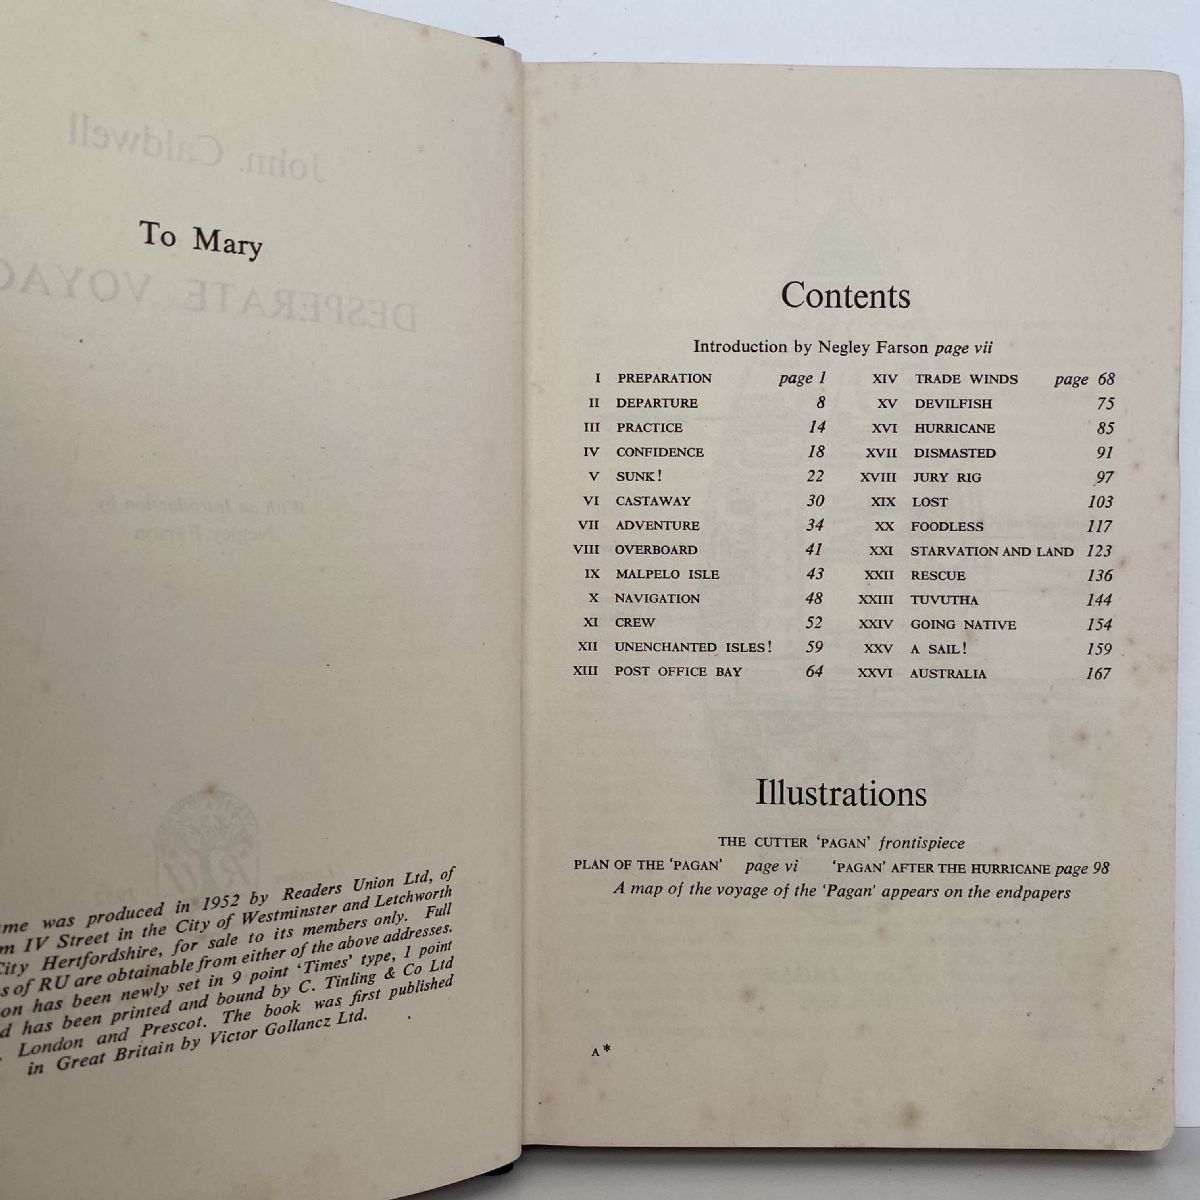 To Mary
me was produced in 1952 by Readers Union Ltd, of
IV Street in the City of Westminster and Letchworth
City Hertfordshire, for sale to its members only. Full
s of RU are obtainable from either of the above addresses.
on has been newly set in 9 point ‘Times’ type, 1 point
d has been printed and bound by C. Tinling & Co Ltd
London and Prescot. The book was first published
in Great Britain by Victor Gollancz Ltd.
Contents
Introduction by Negley Farson page vii
I PREPARATION page 1
II DEPARTURE 8
III PRACTICE 14
IV CONFIDENCE 18
V SUNK! 22
VI CASTAWAY 30
VII ADVENTURE 34
VIII OVERBOARD 41
IX MALPELO ISLE 43
X NAVIGATION 48
XI CREW 52
XII UNENCHANTED ISLES! 59
XIII POST OFFICE BAY 64
XIV TRADE WINDS page 68
XV DEVILFISH 75
XVI HURRICANE 85
XVII DISMASTED 91
XVIII JURY RIG 97
XIX LOST 103
XX FOODLESS 117
XXI STARVATION AND LAND 123
XXII RESCUE 136
XXIII TUVUTHA 144
XXIV GOING NATIVE 154
XXV A SAIL! 159
XXVI AUSTRALIA 167
Illustrations
THE CUTTER ‘PAGAN’ frontispiece
PLAN OF THE ‘PAGAN’ page vi ‘PAGAN’ AFTER THE HURRICANE page 98
A map of the voyage of the ‘Pagan’ appears on the endpapers
A*